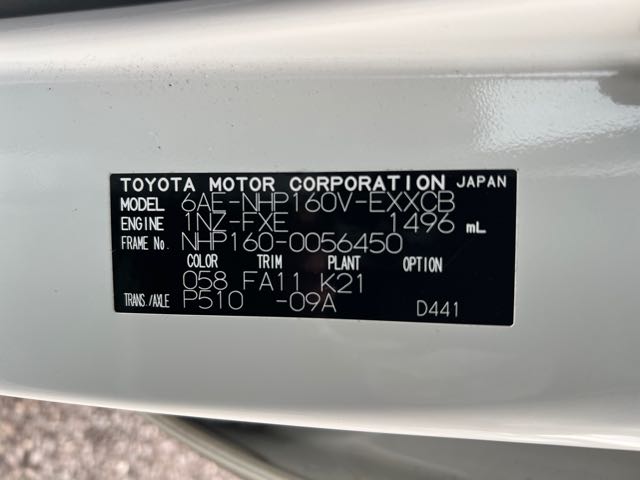 TOYOTA MOTOR CORPORATION JAPAN
MODEL 6AE-NHP160V-EXXCB
ENGINE 1NZ-FXE 1496 mL
FRAME No. NHP160-0056450
COLOR TRIM PLANT OPTION
058 FA11 K21
TRANS./AXLE P510 -09A D441